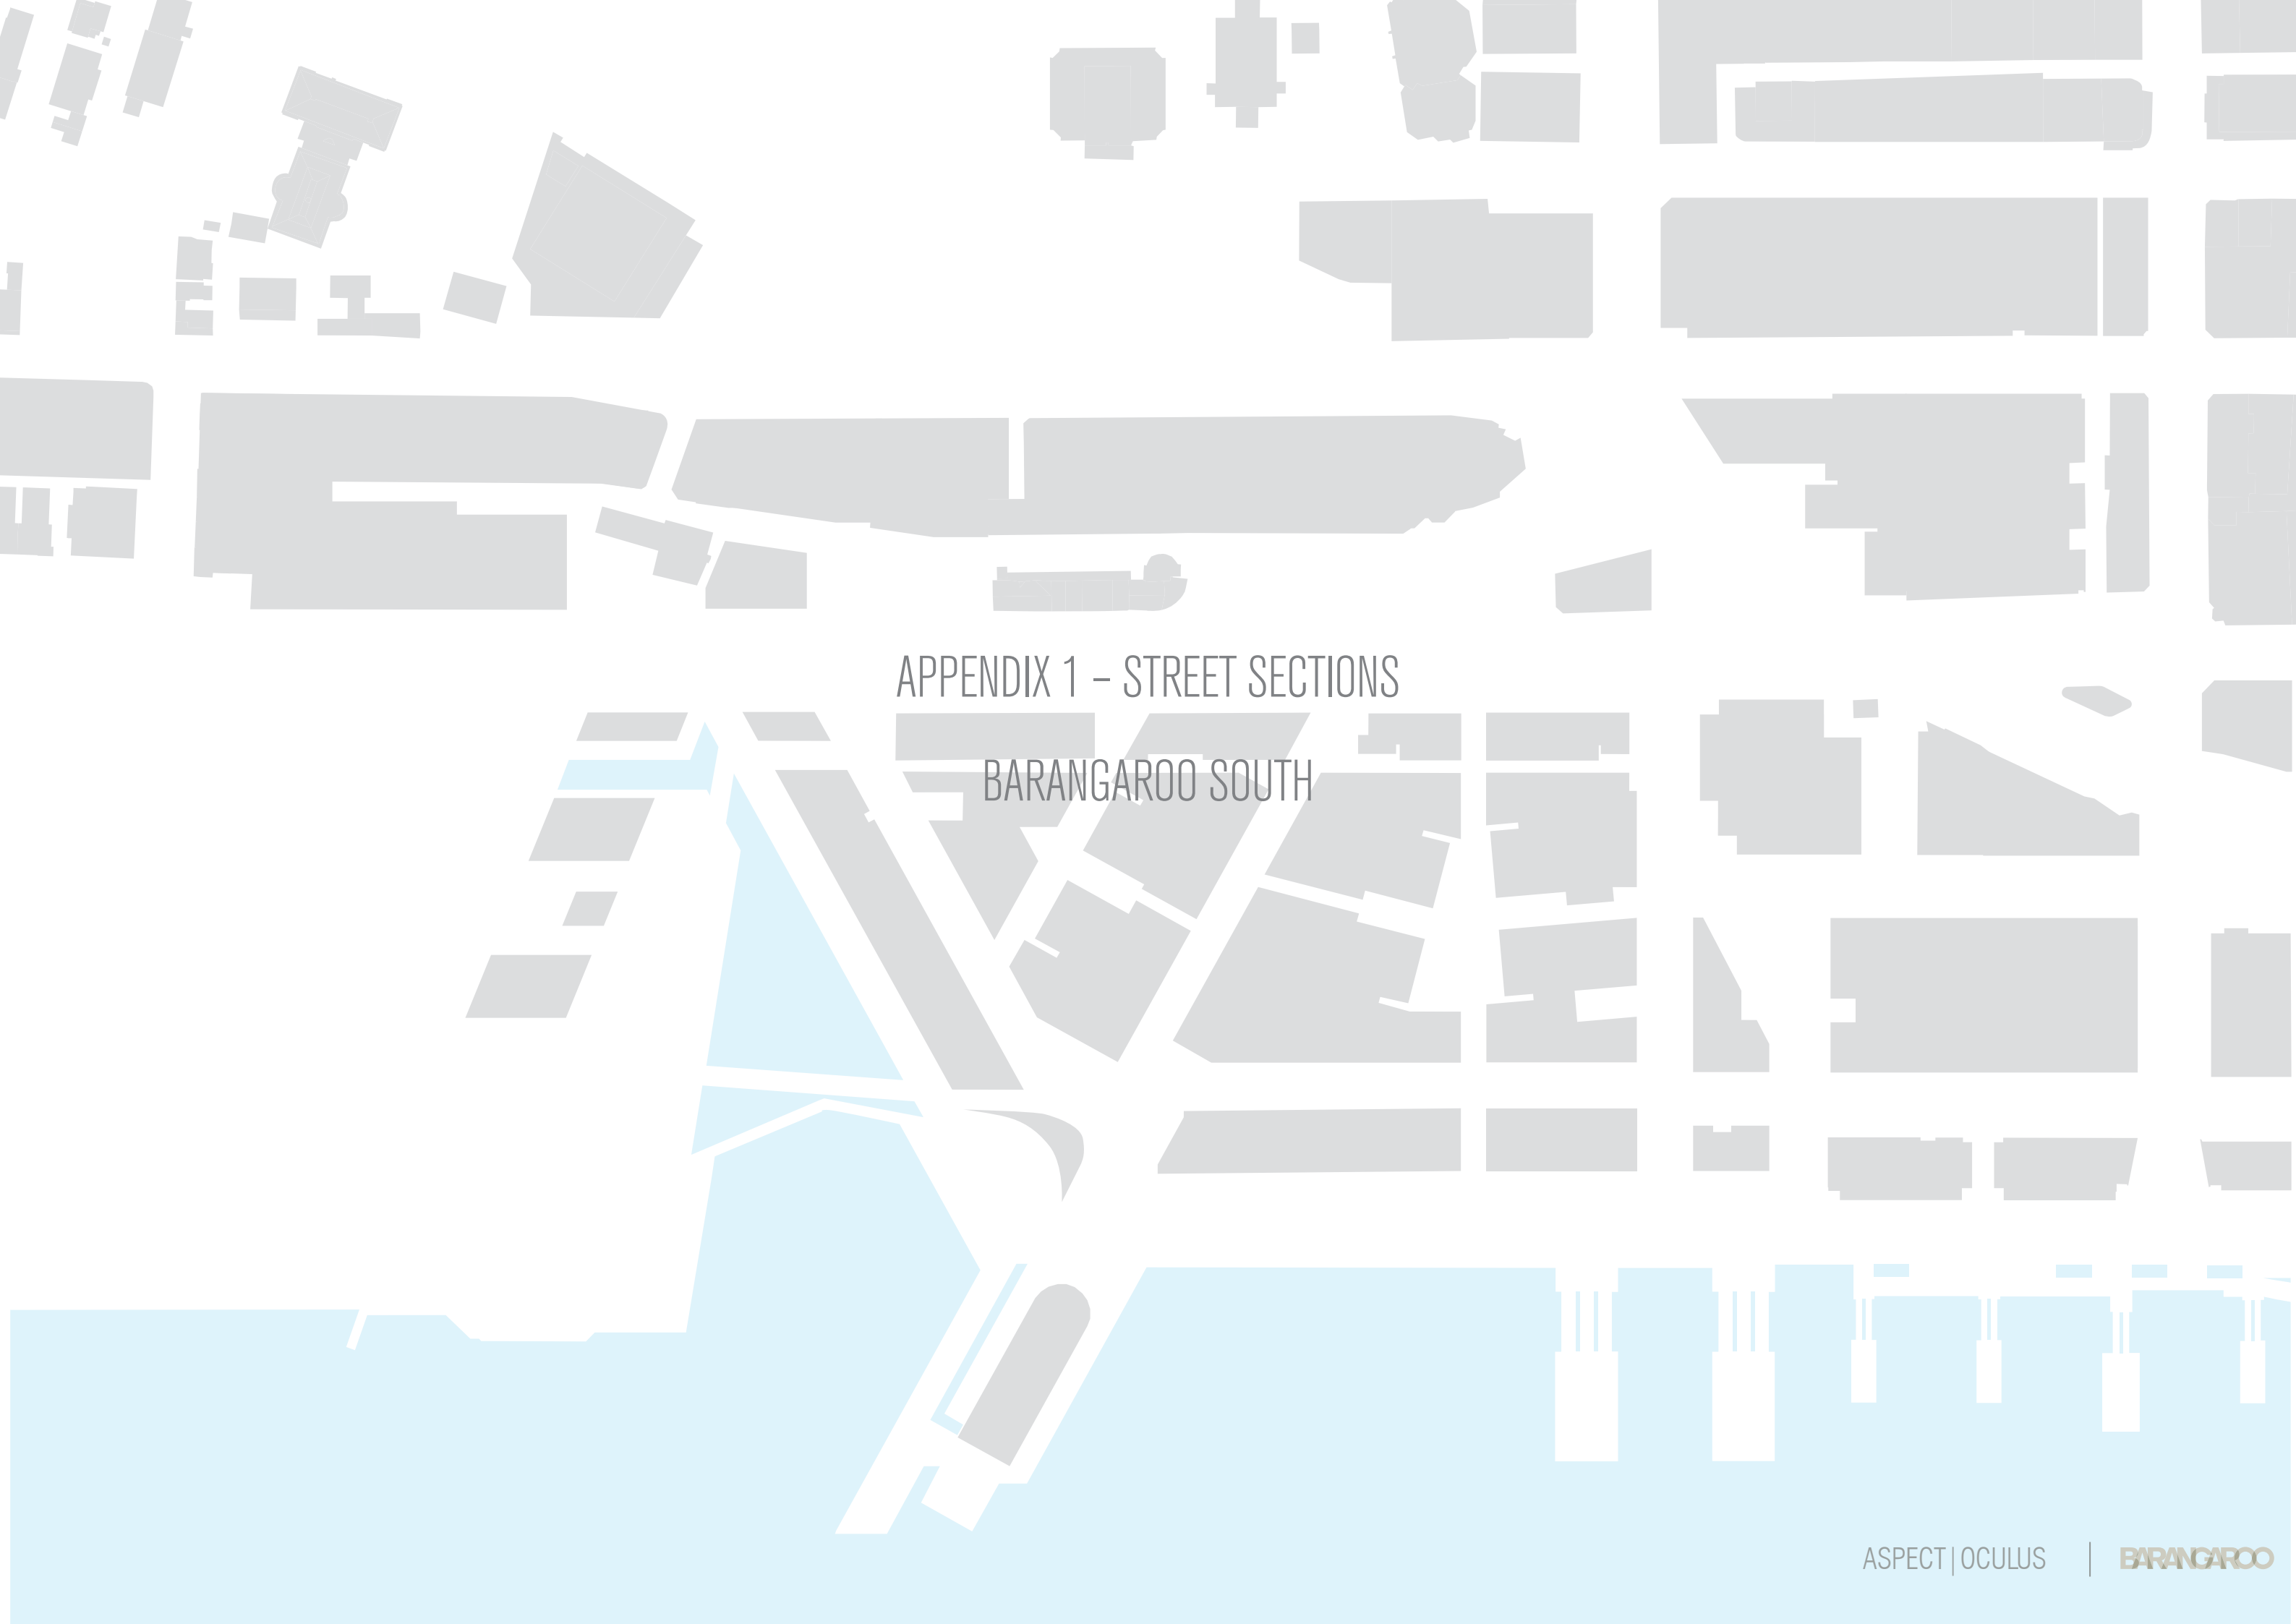 APPENDIX 1 – STREET SECTIONS
BARANGAROO SOUTH
ASPECT | OCULUS | BARANGAROO